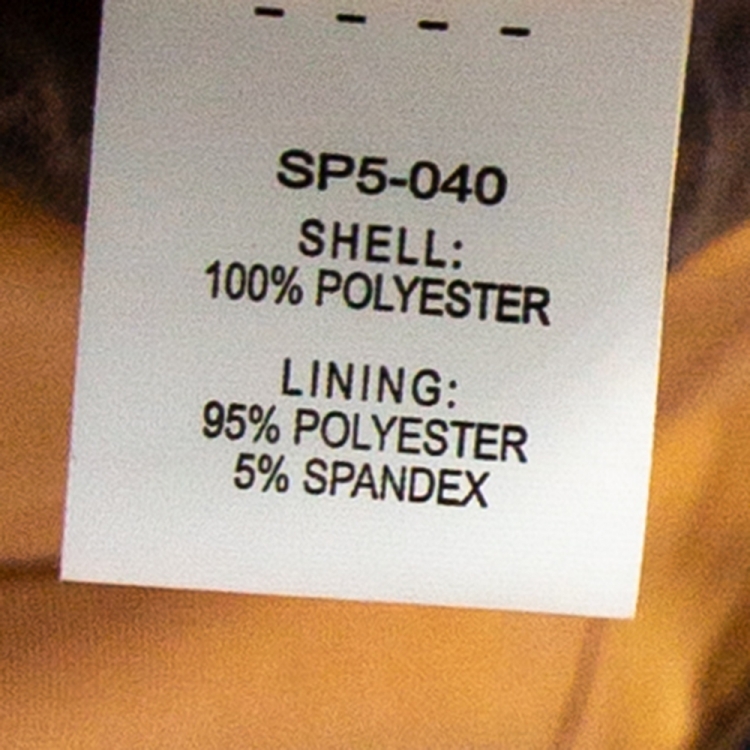 - - - -
SP5-040
SHELL:
100% POLYESTER
LINING:
95% POLYESTER
5% SPANDEX